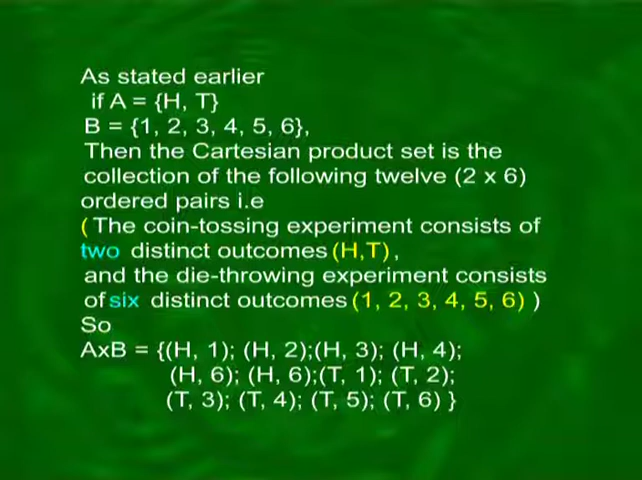 As stated earlier
if A = {H, T}
B = {1, 2, 3, 4, 5, 6},
Then the Cartesian product set is the
collection of the following twelve (2 x 6)
ordered pairs i.e
( The coin-tossing experiment consists of
two distinct outcomes (H,T) ,
and the die-throwing experiment consists
of six distinct outcomes (1, 2, 3, 4, 5, 6) )
So
AxB = {(H, 1); (H, 2);(H, 3); (H, 4);
(H, 6); (H, 6);(T, 1); (T, 2);
(T, 3); (T, 4); (T, 5); (T, 6) }